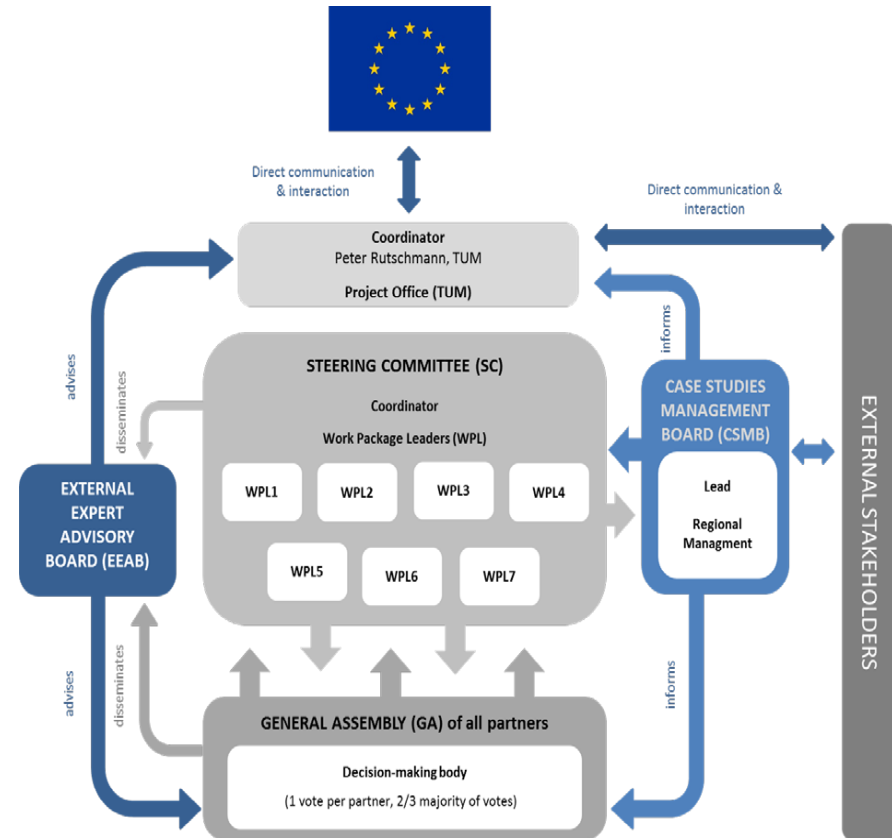 Direct communication
& interaction
Direct communication &
interaction
Coordinator
Peter Rutschmann, TUM
Project Office (TUM)
advises
disseminates
informs
STEERING COMMITTEE (SC)
Coordinator
Work Package Leaders (WPL)
WPL1
WPL2
WPL3
WPL4
WPL5
WPL6
WPL7
CASE STUDIES
MANAGEMENT
BOARD (CSMB)
Lead
Regional
Managment
EXTERNAL STAKEHOLDERS
EXTERNAL
EXPERT
ADVISORY
BOARD (EEAB)
advises
disseminates
informs
GENERAL ASSEMBLY (GA) of all partners
Decision-making body
(1 vote per partner, 2/3 majority of votes)